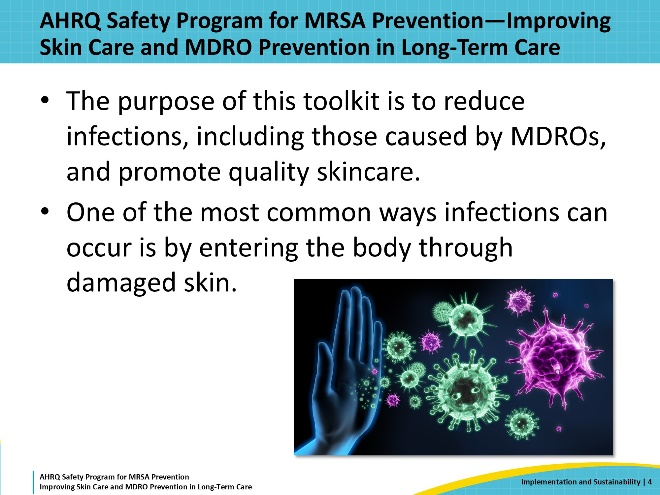 AHRQ Safety Program for MRSA Prevention—Improving
Skin Care and MDRO Prevention in Long-Term Care
• The purpose of this toolkit is to reduce
infections, including those caused by MDROs,
and promote quality skincare.
• One of the most common ways infections can
occur is by entering the body through
damaged skin.
AHRQ Safety Program for MRSA Prevention
Improving Skin Care and MDRO Prevention in Long-Term Care
Implementation and Sustainability | 4